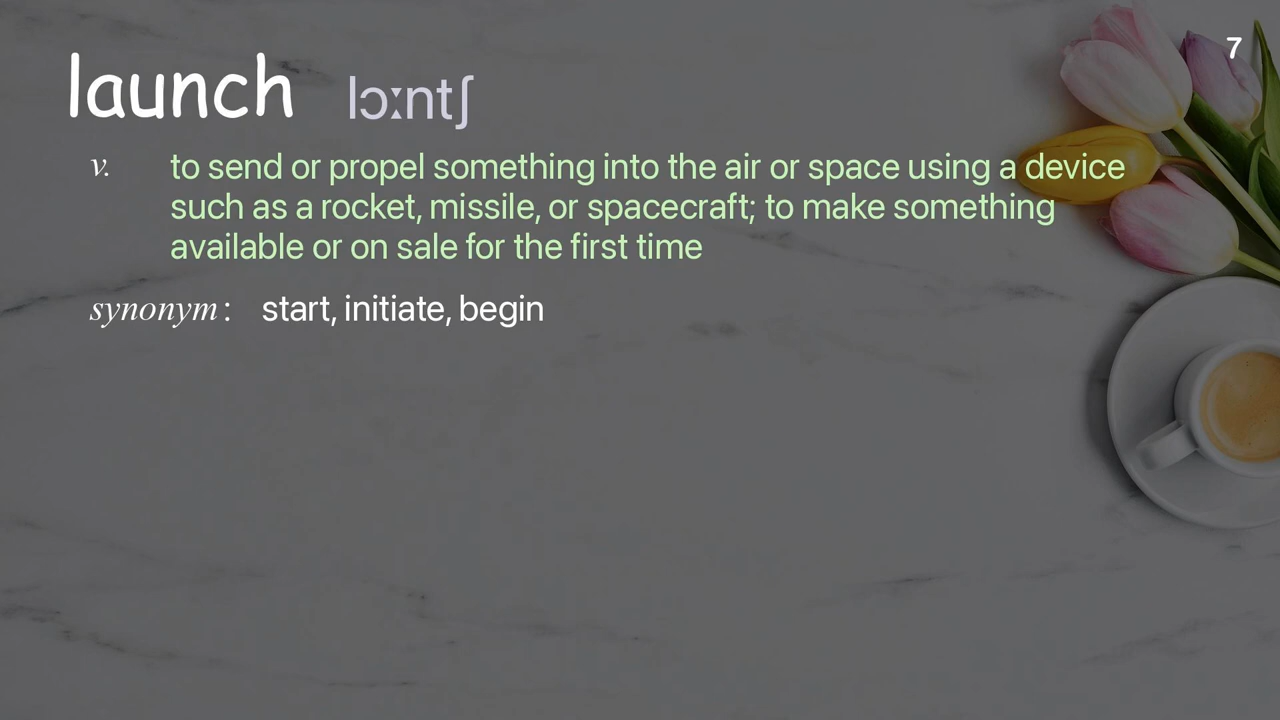 7
launch lɔːntʃ
v. to send or propel something into the air or space using a device
such as a rocket, missile, or spacecraft; to make something
available or on sale for the first time
synonym: start, initiate, begin